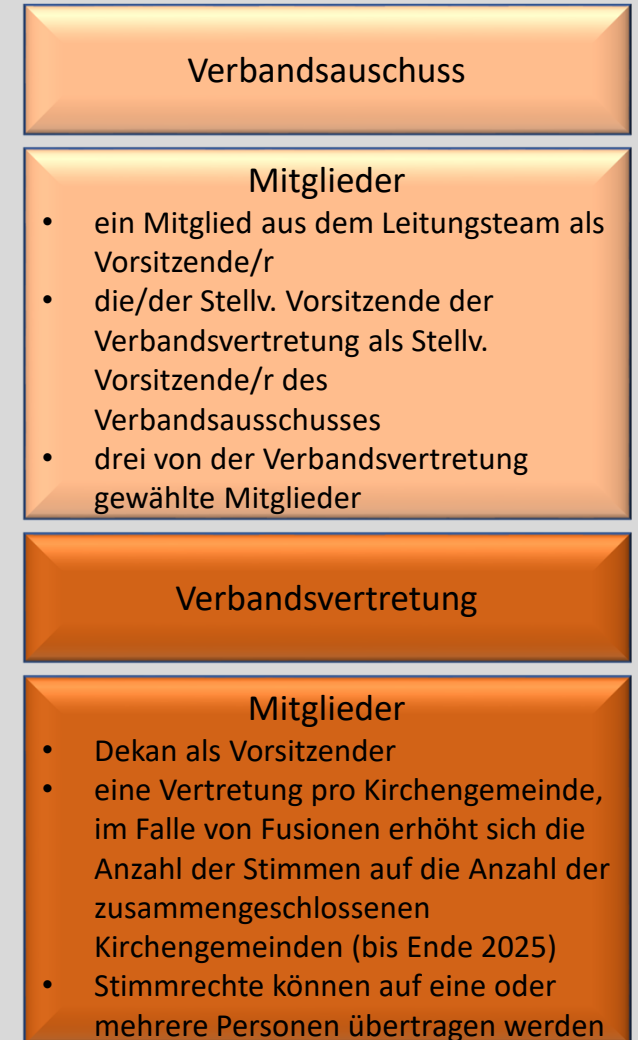 Verbandsauschuss
Mitglieder
• ein Mitglied aus dem Leitungsteam als
Vorsitzende/r
• die/der Stellv. Vorsitzende der
Verbandsvertretung als Stellv.
Vorsitzende/r des
Verbandsausschusses
• drei von der Verbandsvertretung
gewählte Mitglieder
Verbandsvertretung
Mitglieder
• Dekan als Vorsitzender
• eine Vertretung pro Kirchengemeinde,
im Falle von Fusionen erhöht sich die
Anzahl der Stimmen auf die Anzahl der
zusammengeschlossenen
Kirchengemeinden (bis Ende 2025)
• Stimmrechte können auf eine oder
mehrere Personen übertragen werden